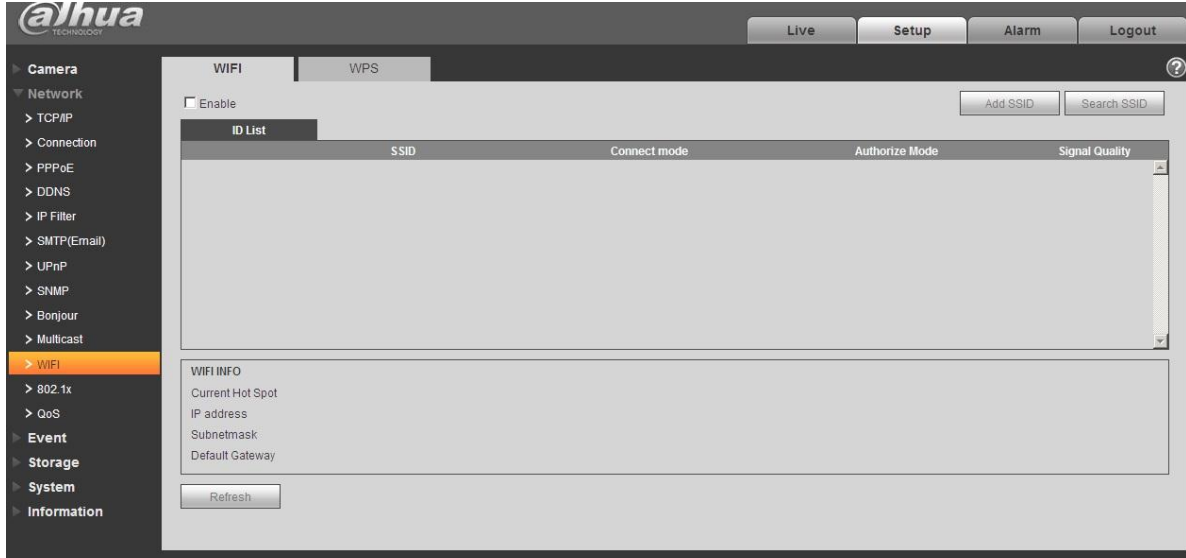 alhua
TECHNOLOGY
Live Setup Alarm Logout
Camera
Network
> TCP/IP
> Connection
> PPPoE
> DDNS
> IP Filter
> SMTP(Email)
> UPnP
> SNMP
> Bonjour
> Multicast
> WIFI
> 802.1x
> QoS
Event
Storage
System
Information
WIFI WPS
?
Enable
Add SSID Search SSID
ID List
SSID Connect mode Authorize Mode Signal Quality
WIFI INFO
Current Hot Spot
IP address
Subnetmask
Default Gateway
Refresh